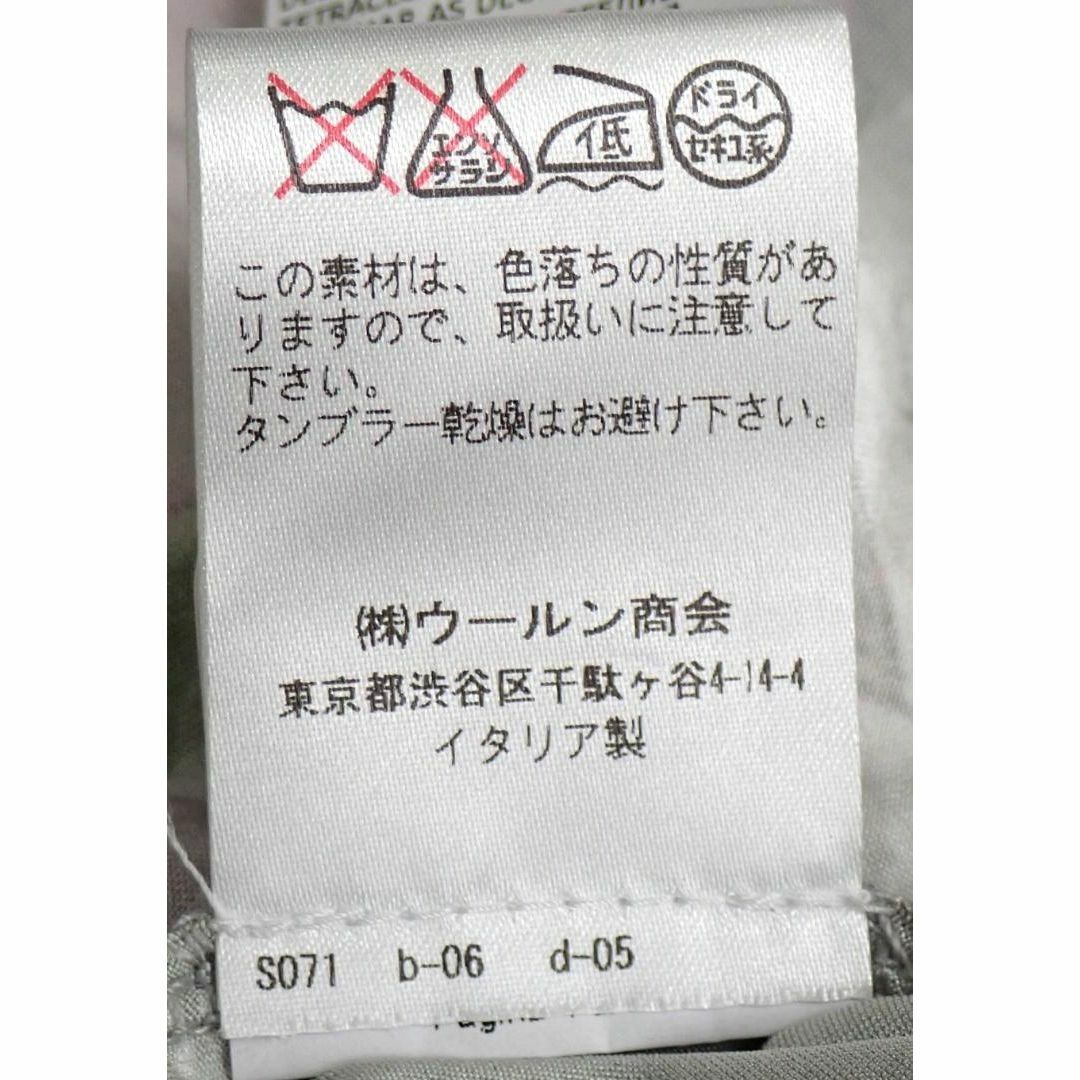 エンソ
サラシ
低
ドライ
セキユ系
この素材は、色落ちの性質があ
りますので、取扱いに注意して
下さい。
タンブラー乾燥はお避け下さい。
(株)ウールン商会
東京都渋谷区千駄ヶ谷4-14-4
イタリア製
S071 b-06 d-05